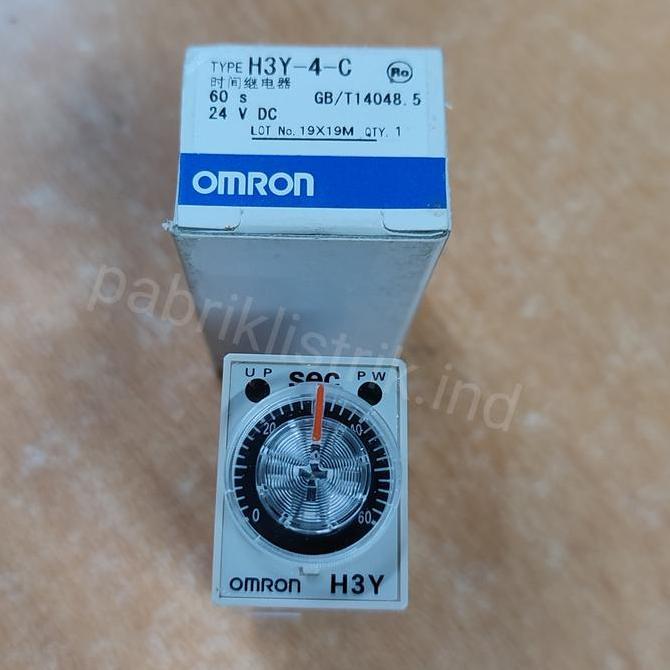 TYPE H3Y-4-C
时间继电器
60 s GB/T14048.5
24 V DC
LOT No. 19X19M QTY. 1
OMRON
pabriklistrik.ind
UP sec PW
20 40
0 60
OMRON H3Y